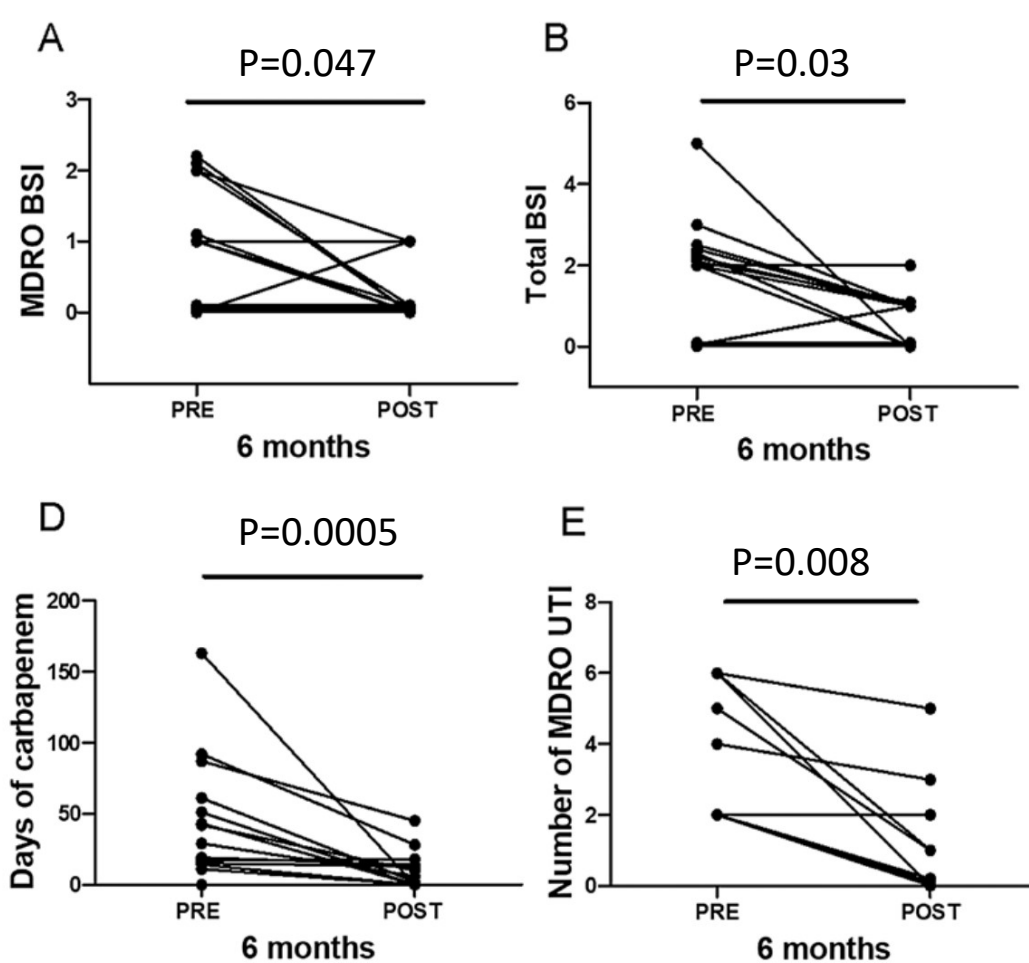 A
P=0.047
MDRO BSI
3
2
1
0
PRE POST
6 months
B
P=0.03
Total BSI
6
4
2
0
PRE POST
6 months
D
P=0.0005
Days of carbapenem
200
150
100
50
0
PRE POST
6 months
E
P=0.008
Number of MDRO UTI
8
6
4
2
0
PRE POST
6 months